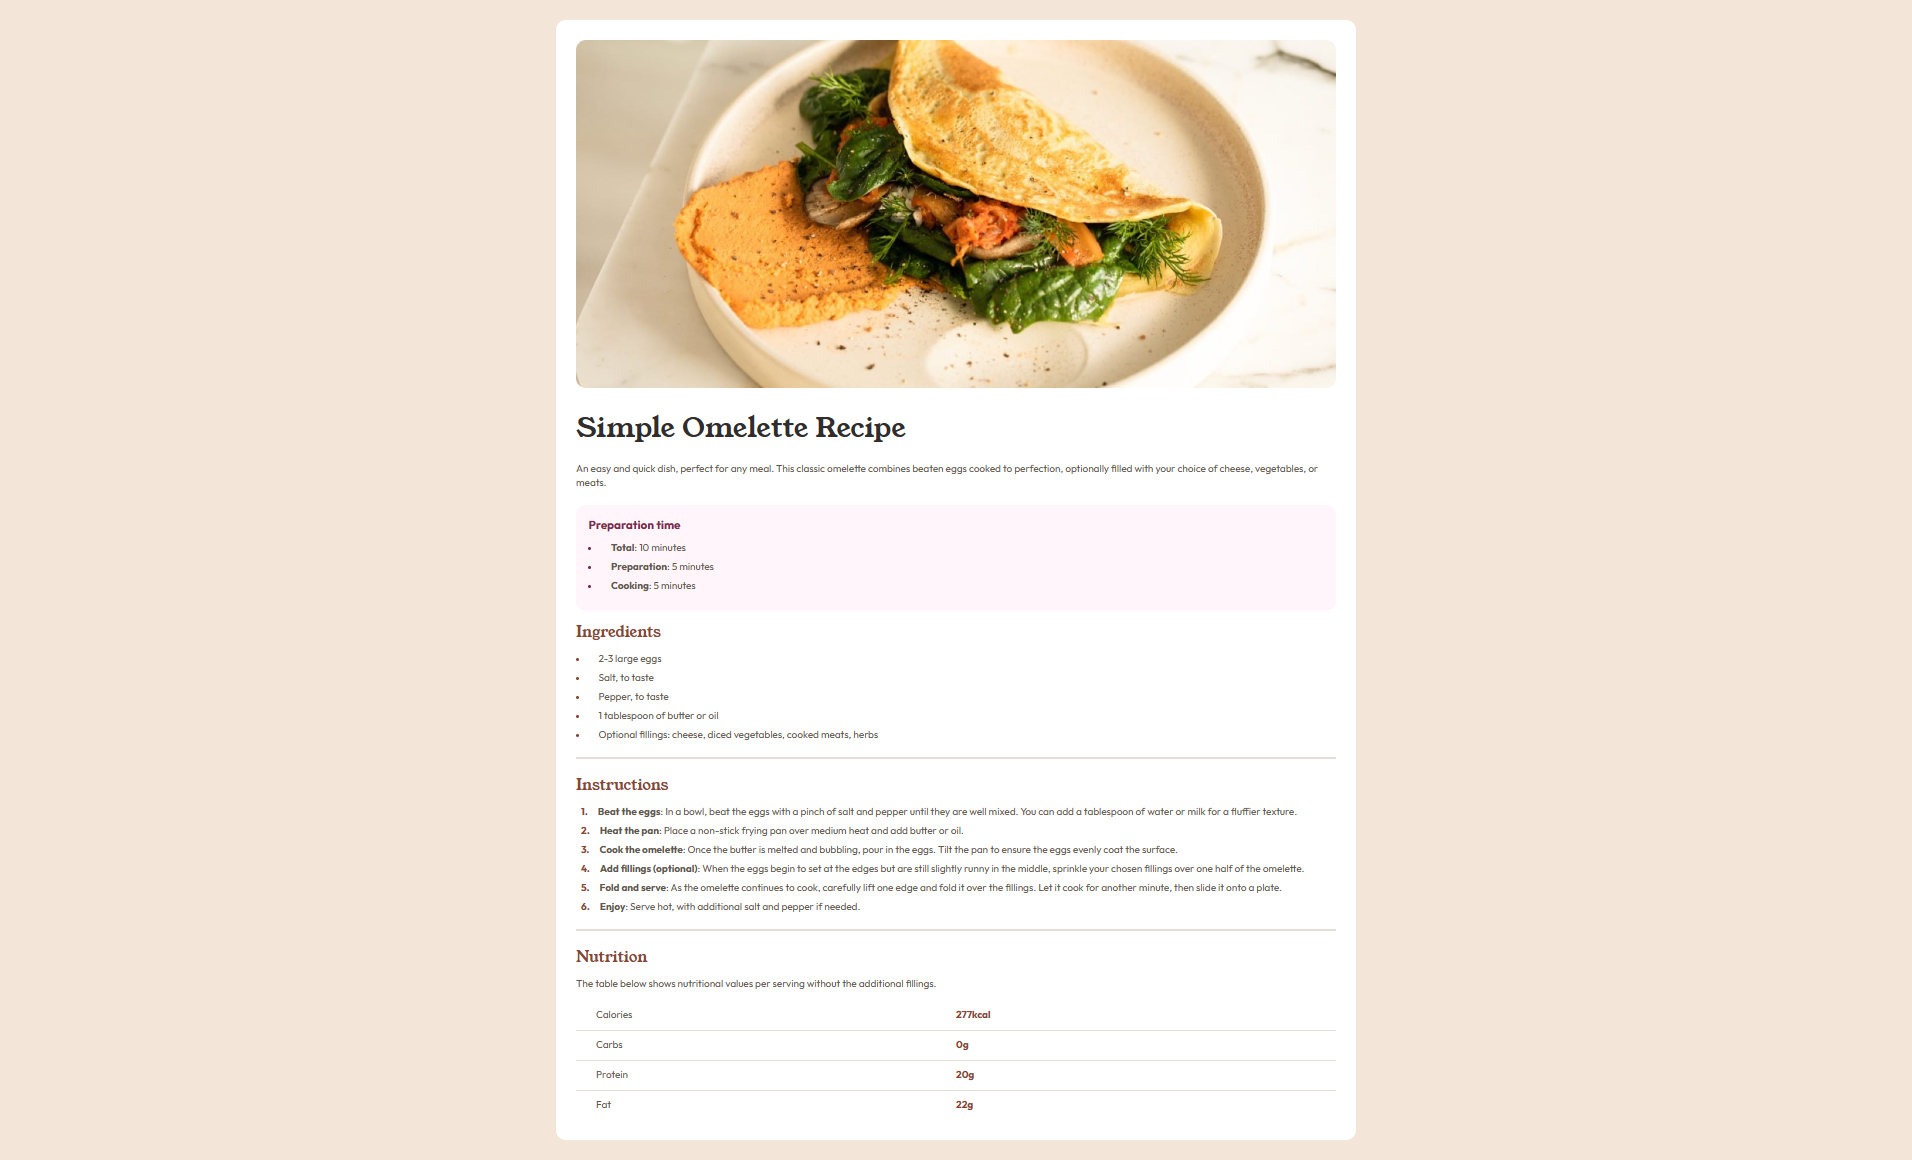 Simple Omelette Recipe
An easy and quick dish, perfect for any meal. This classic omelette combines beaten eggs cooked to perfection, optionally filled with your choice of cheese, vegetables, or
meats.
Preparation time
• Total: 10 minutes
• Preparation: 5 minutes
• Cooking: 5 minutes
Ingredients
• 2-3 large eggs
• Salt, to taste
• Pepper, to taste
• 1 tablespoon of butter or oil
• Optional fillings: cheese, diced vegetables, cooked meats, herbs
Instructions
1. Beat the eggs: In a bowl, beat the eggs with a pinch of salt and pepper until they are well mixed. You can add a tablespoon of water or milk for a fluffier texture.
2. Heat the pan: Place a non-stick frying pan over medium heat and add butter or oil.
3. Cook the omelette: Once the butter is melted and bubbling, pour in the eggs. Tilt the pan to ensure the eggs evenly coat the surface.
4. Add fillings (optional): When the eggs begin to set at the edges but are still slightly runny in the middle, sprinkle your chosen fillings over one half of the omelette.
5. Fold and serve: As the omelette continues to cook, carefully lift one edge and fold it over the fillings. Let it cook for another minute, then slide it onto a plate.
6. Enjoy: Serve hot, with additional salt and pepper if needed.
Nutrition
The table below shows nutritional values per serving without the additional fillings.
Calories 277kcal
Carbs 0g
Protein 20g
Fat 22g